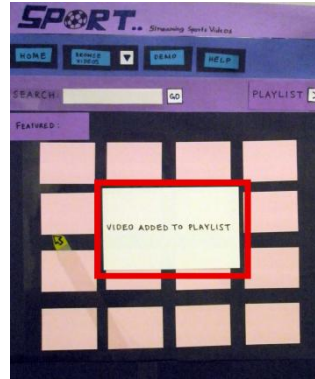 SPORT..
Streaming Sports Videos
HOME
BROWSE
VIDEOS
DEMO
HELP
SEARCH:
GO
PLAYLIST
FEATURED:
VIDEO ADDED TO PLAYLIST